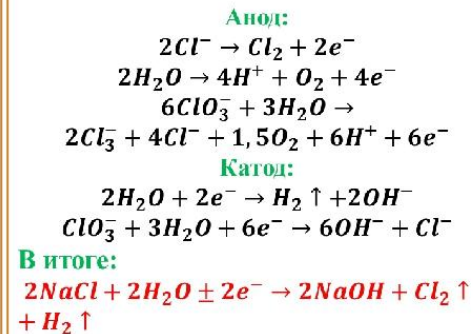 Анод:
2Cl⁻ → Cl₂ + 2e⁻
2H₂O → 4H⁺ + O₂ + 4e⁻
6ClO₃⁻ + 3H₂O →
2Cl₃⁻ + 4Cl⁻ + 1,5O₂ + 6H⁺ + 6e⁻
Катод:
2H₂O + 2e⁻ → H₂ ↑ +2OH⁻
ClO₃⁻ + 3H₂O + 6e⁻ → 6OH⁻ + Cl⁻
В итоге:
2NaCl + 2H₂O ± 2e⁻ → 2NaOH + Cl₂ ↑
+ H₂ ↑